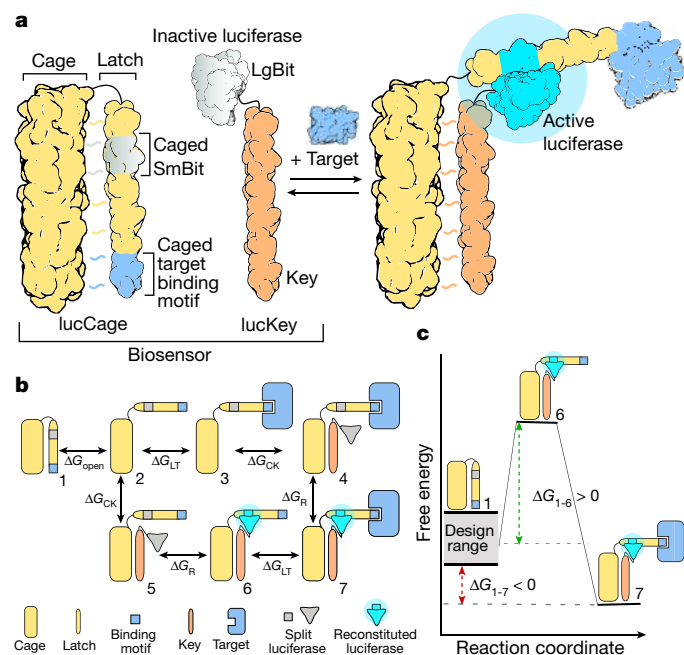 a
Inactive luciferase
Cage
Latch
LgBit
Caged
SmBit
+ Target
Active
luciferase
Caged
target
binding
motif
Key
lucCage
lucKey
Biosensor
b
1
ΔGopen
2
ΔGLT
3
ΔGCK
4
ΔGCK
ΔGR
5
ΔGR
6
ΔGLT
7
Cage
Latch
Binding
motif
Key
Target
Split
luciferase
Reconstituted
luciferase
c
Free energy
6
1
ΔG1-6 > 0
Design
range
ΔG1-7 < 0
7
Reaction coordinate